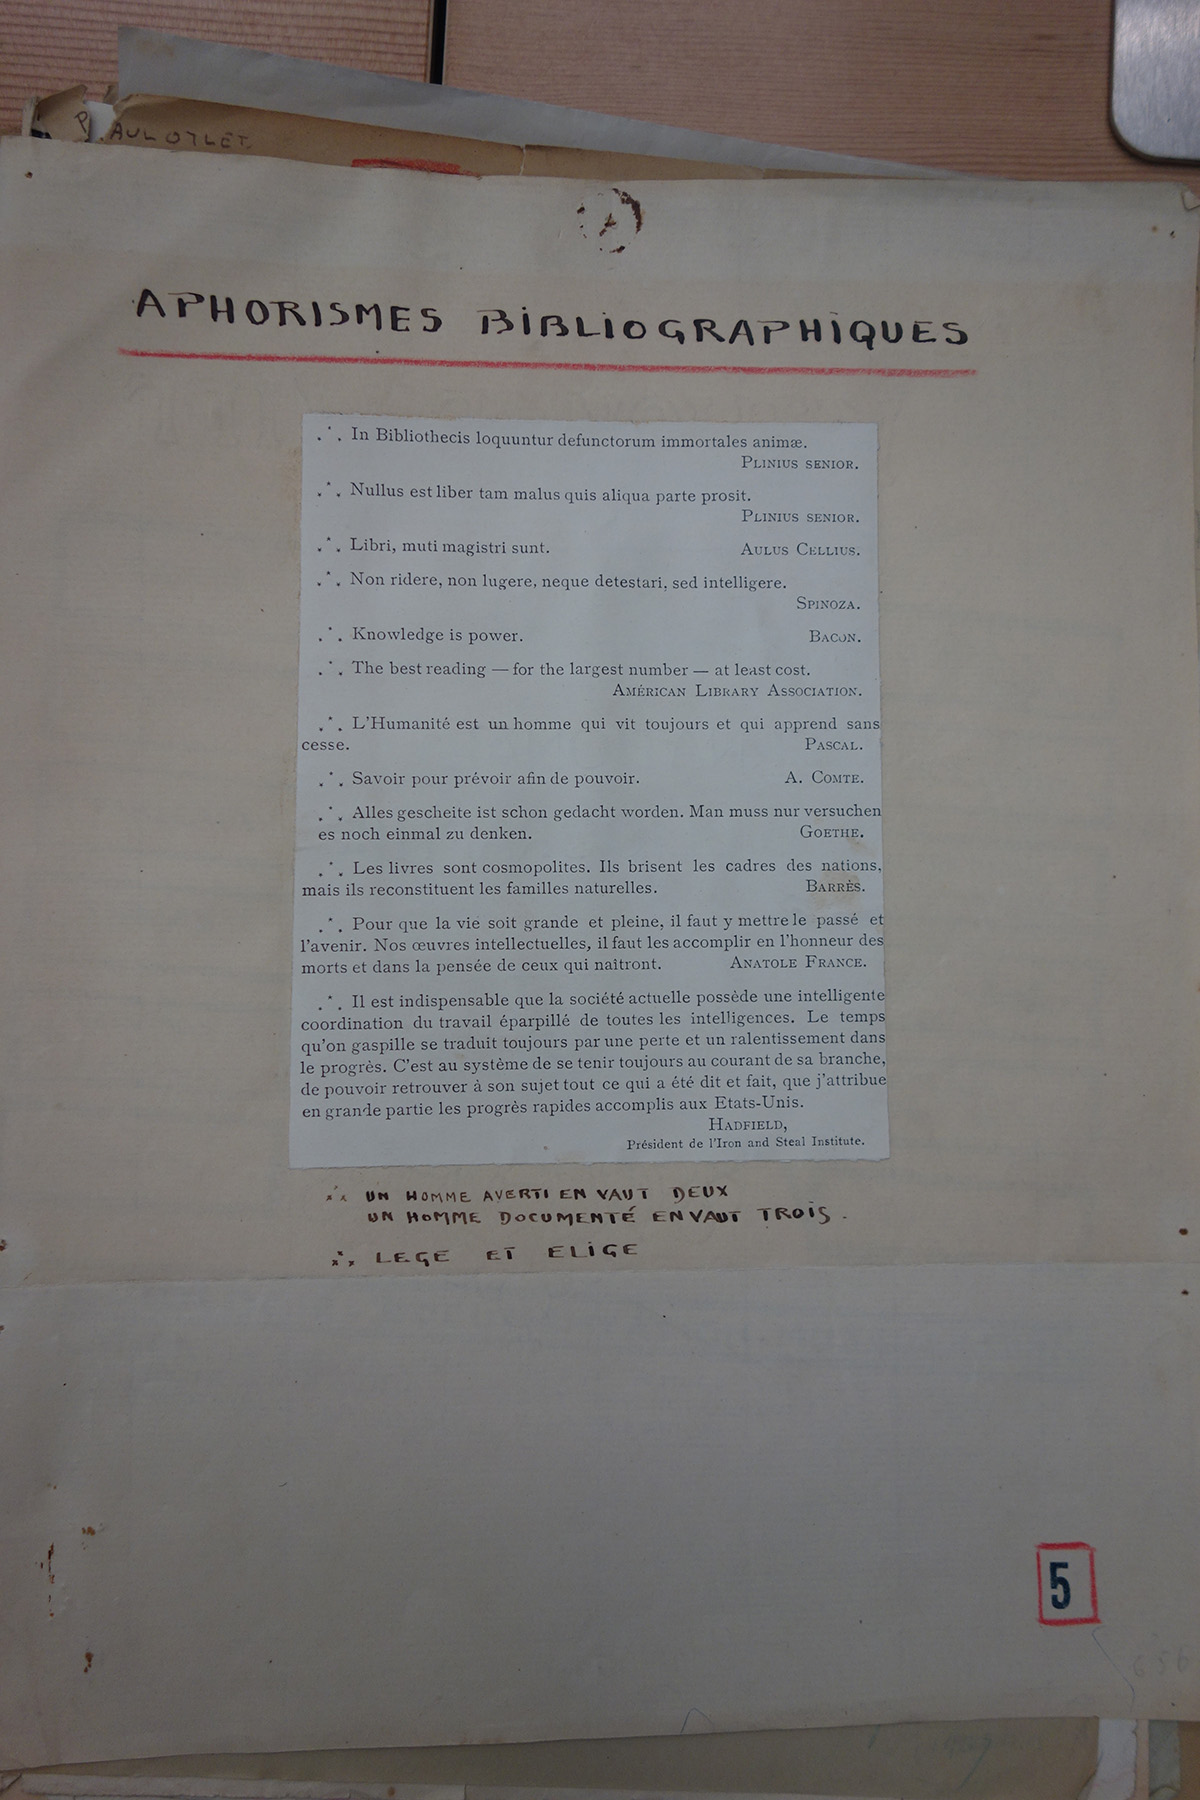 P. AUL OTLET.
APHORISMES BIBLIOGRAPHIQUES
⸫ In Bibliothecis loquuntur defunctorum immortales animæ.
PLINIUS SENIOR.
⸫ Nullus est liber tam malus quis aliqua parte prosit.
PLINIUS SENIOR.
⸫ Libri, muti magistri sunt. AULUS CELLIUS.
⸫ Non ridere, non lugere, neque detestari, sed intelligere.
SPINOZA.
⸫ Knowledge is power. BACON.
⸫ The best reading — for the largest number — at least cost.
AMÉRICAN LIBRARY ASSOCIATION.
⸫ L'Humanité est un homme qui vit toujours et qui apprend sans
cesse. PASCAL.
⸫ Savoir pour prévoir afin de pouvoir. A. COMTE.
⸫ Alles gescheite ist schon gedacht worden. Man muss nur versuchen
es noch einmal zu denken. GOETHE.
⸫ Les livres sont cosmopolites. Ils brisent les cadres des nations,
mais ils reconstituent les familles naturelles. BARRÈS.
⸫ Pour que la vie soit grande et pleine, il faut y mettre le passé et
l'avenir. Nos œuvres intellectuelles, il faut les accomplir en l'honneur des
morts et dans la pensée de ceux qui naîtront. ANATOLE FRANCE.
⸫ Il est indispensable que la société actuelle possède une intelligente
coordination du travail éparpillé de toutes les intelligences. Le temps
qu'on gaspille se traduit toujours par une perte et un ralentissement dans
le progrès. C'est au système de se tenir toujours au courant de sa branche,
de pouvoir retrouver à son sujet tout ce qui a été dit et fait, que j'attribue
en grande partie les progrès rapides accomplis aux Etats-Unis.
HADFIELD,
Président de l'Iron and Steal Institute.
⸫ UN HOMME AVERTI EN VAUT DEUX
UN HOMME DOCUMENTÉ EN VAUT TROIS.
⸫ LEGE ET ELIGE
5
656